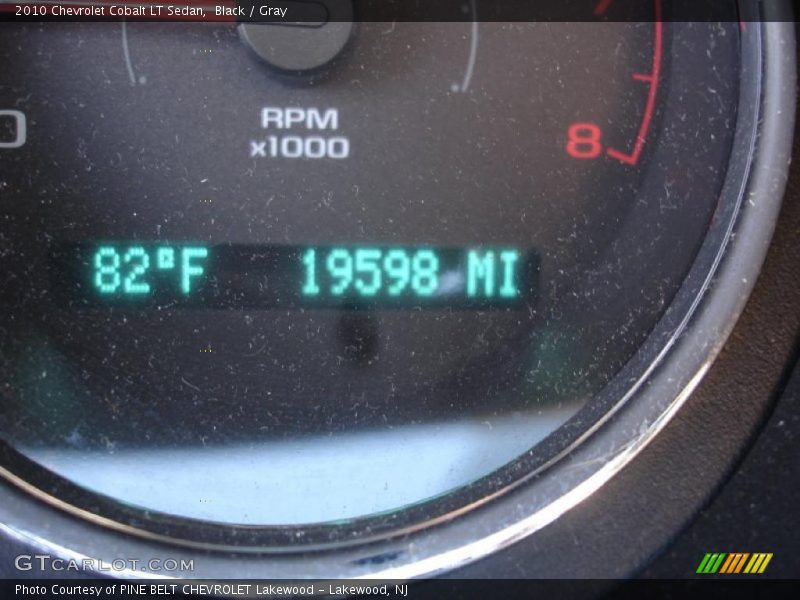 2010 Chevrolet Cobalt LT Sedan, Black / Gray
0
RPM
x1000
8
82°F 19598 MI
GTCARLOT.COM
Photo Courtesy of PINE BELT CHEVROLET Lakewood - Lakewood, NJ